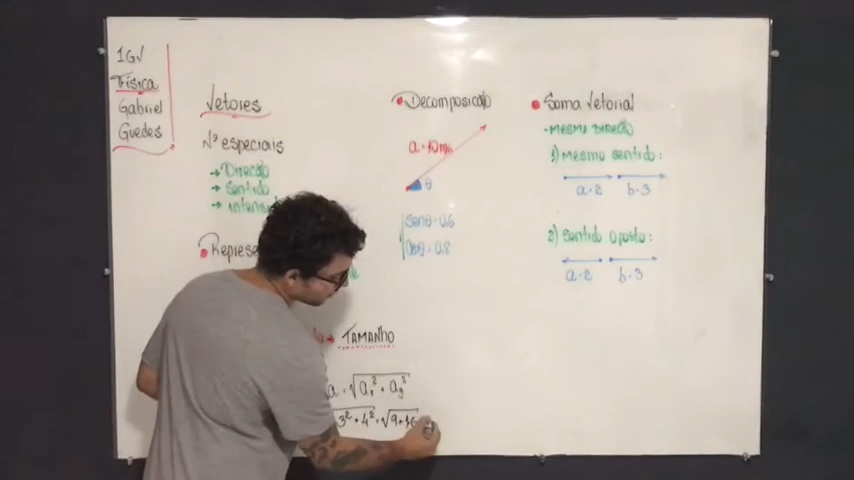 1GV
Física
Gabriel
Guedes
Vetores
Nº especiais
→ Direção
→ Sentido
→ intensid
Represe
→ TAMANHO
a = √ax² + ay²
3² + 4² = √9+16
Decomposição
a = 10m/s
θ
senθ = 0,6
cosθ = 0,8
Soma Vetorial
-mesma direção
1) mesmo sentido:
a=2 b=3
2) sentido oposto:
a=2 b=3